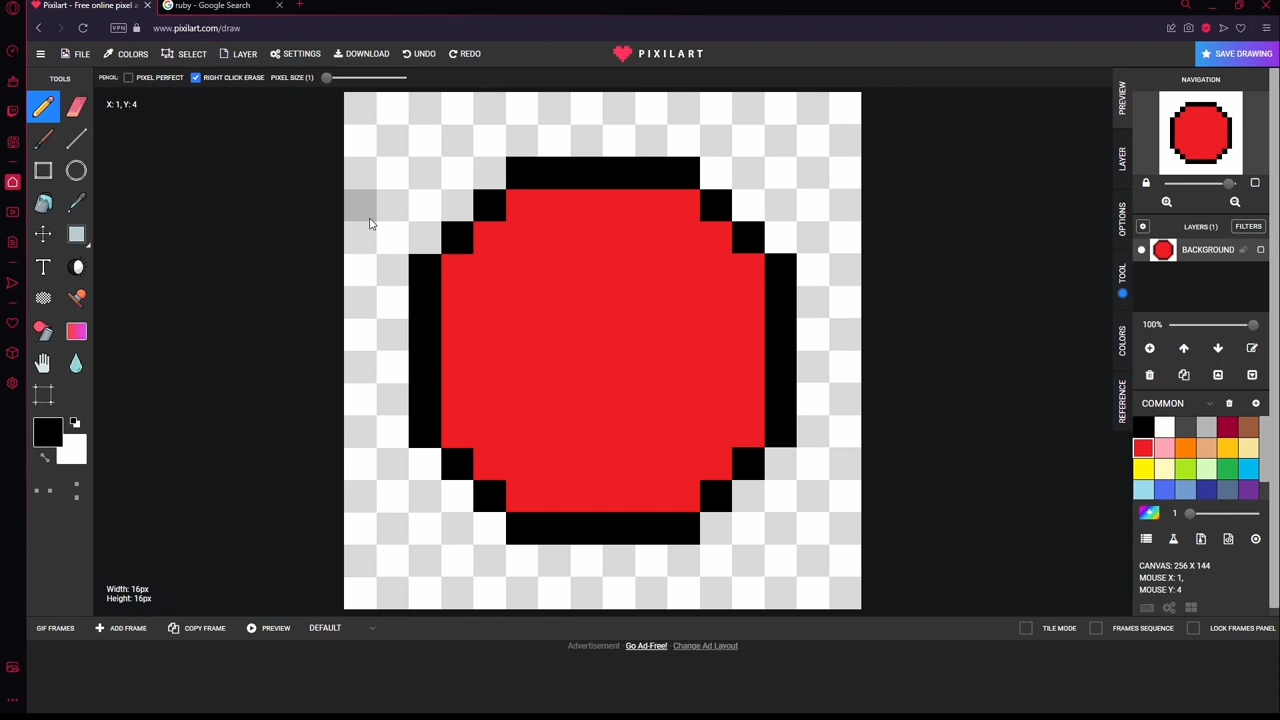 Pixilart - Free online pixel a
ruby - Google Search
VPN
www.pixilart.com/draw
FILE
COLORS
SELECT
LAYER
SETTINGS
DOWNLOAD
UNDO
REDO
PIXILART
SAVE DRAWING
TOOLS
PENCIL:
PIXEL PERFECT
RIGHT CLICK ERASE
PIXEL SIZE (1)
NAVIGATION
X: 1, Y: 4
PREVIEW
LAYER
OPTIONS
TOOL
COLORS
REFERENCE
LAYERS (1)
FILTERS
BACKGROUND
100%
COMMON
1
CANVAS: 256 X 144
MOUSE X: 1,
MOUSE Y: 4
Width: 16px
Height: 16px
GIF FRAMES
ADD FRAME
COPY FRAME
PREVIEW
DEFAULT
TILE MODE
FRAMES SEQUENCE
LOCK FRAMES PANEL
Advertisement - Go Ad-Free! Change Ad Layout